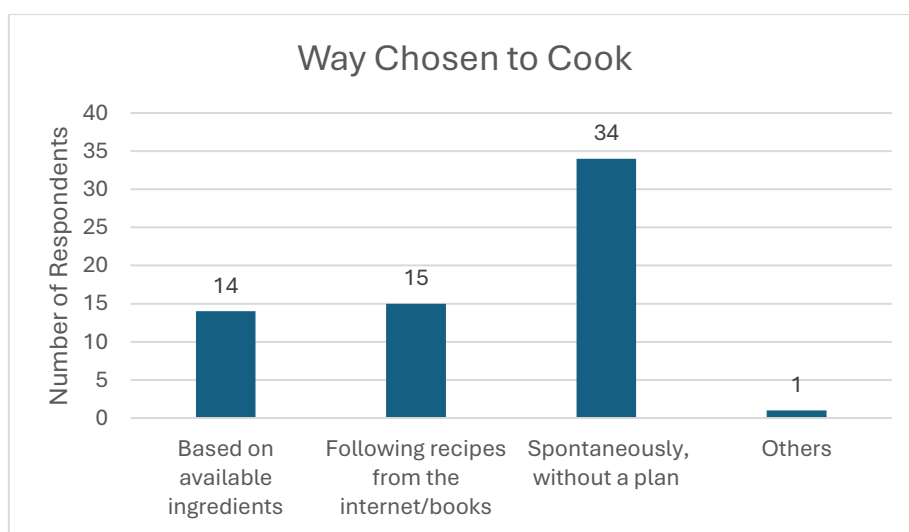 Way Chosen to Cook
Number of Respondents
40
35
30
25
20
15
10
5
0
14
15
34
1
Based on
available
ingredients
Following recipes
from the
internet/books
Spontaneously,
without a plan
Others